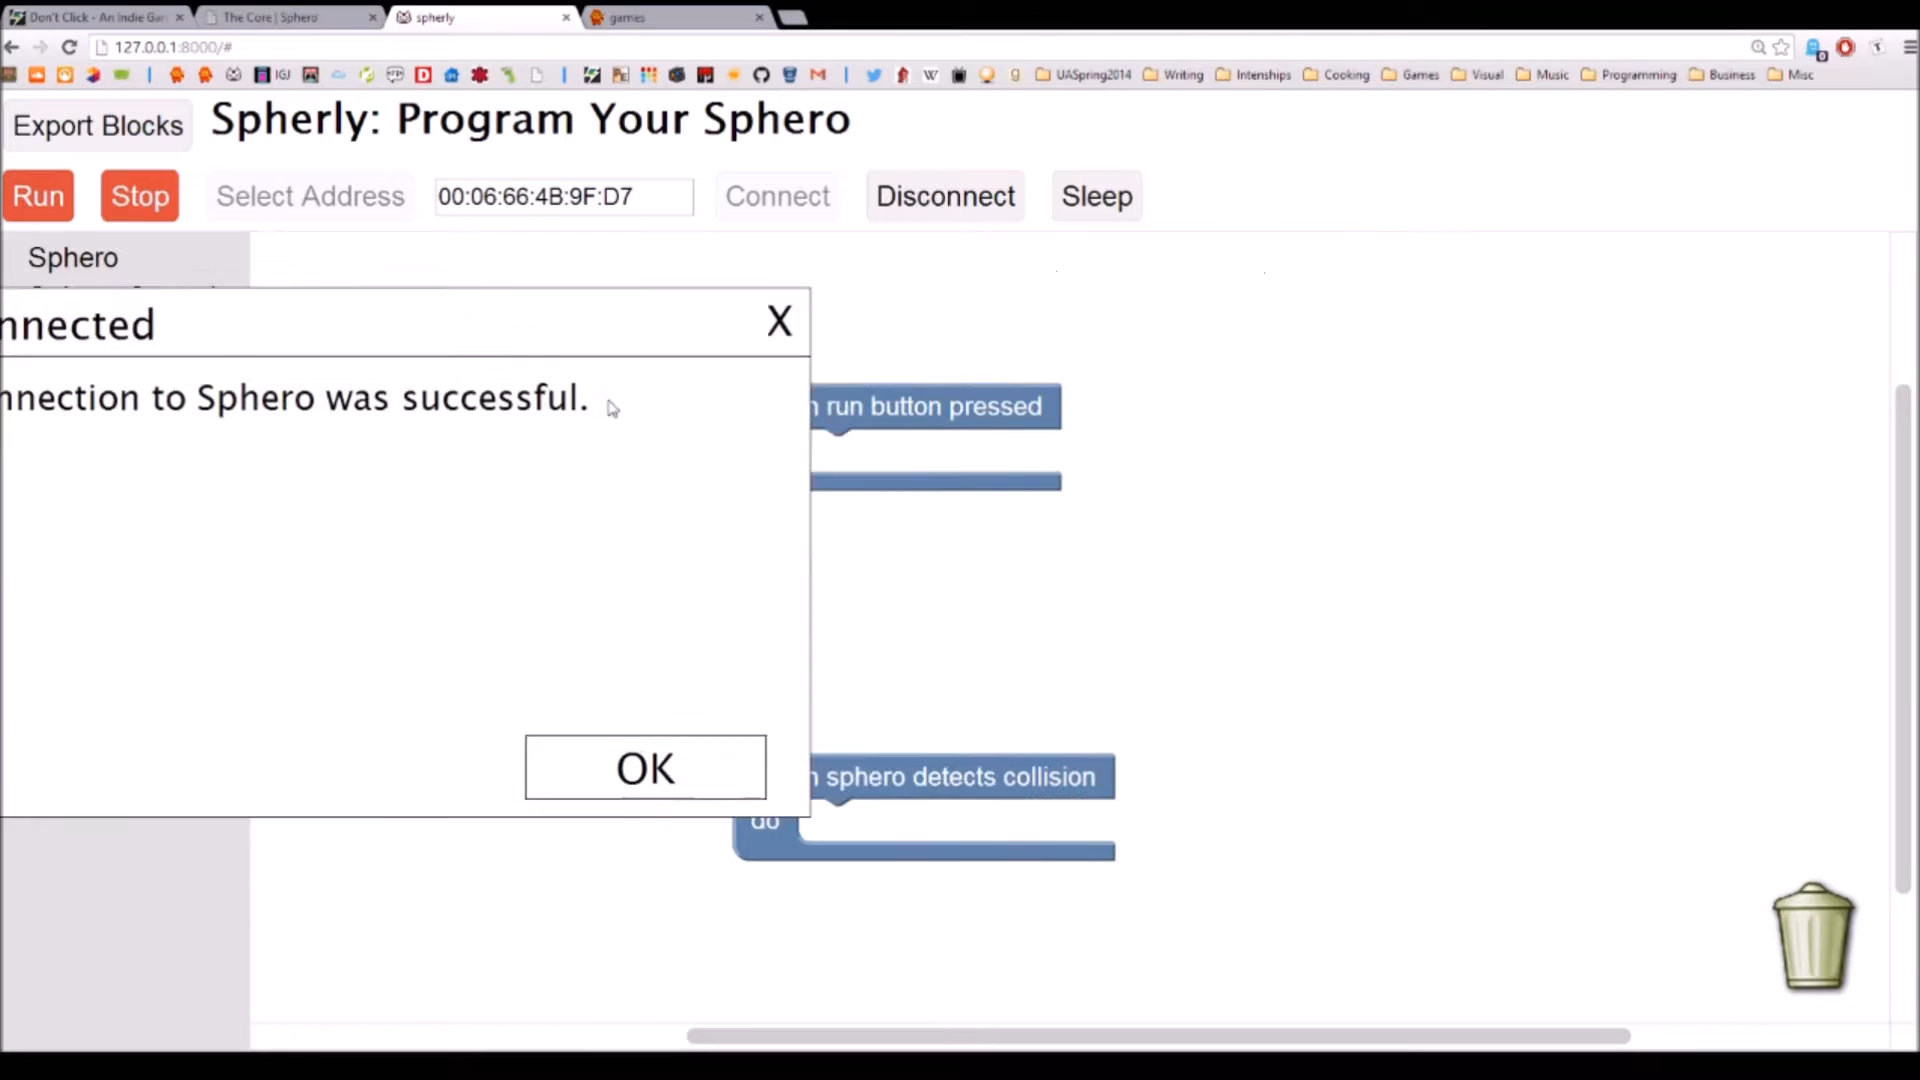 Don't Click - An Indie Gam
The Core | Sphero
spherly
games
127.0.0.1:8000/#
IGJ
UASpring2014
Writing
Intenships
Cooking
Games
Visual
Music
Programming
Business
Misc
Export Blocks
Spherly: Program Your Sphero
Run
Stop
Select Address
00:06:66:4B:9F:D7
Connect
Disconnect
Sleep
Sphero
nnected
X
nnection to Sphero was successful.
OK
n run button pressed
n sphero detects collision
do